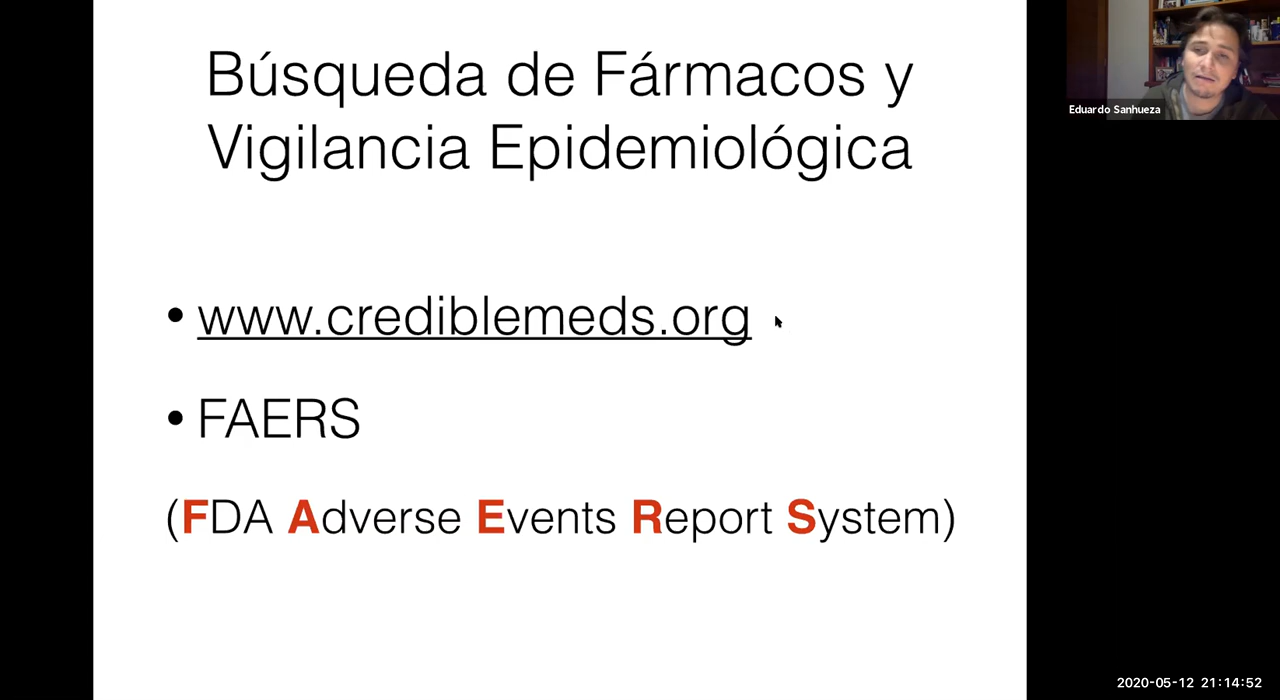 Búsqueda de Fármacos y
Vigilancia Epidemiológica
• www.crediblemeds.org
• FAERS
(FDA Adverse Events Report System)
Eduardo Sanhueza
2020-05-12 21:14:52